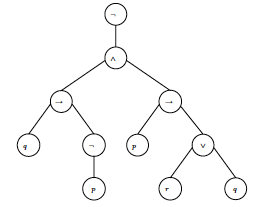 ¬
∧
→ →
q ¬ p ∨
p r q